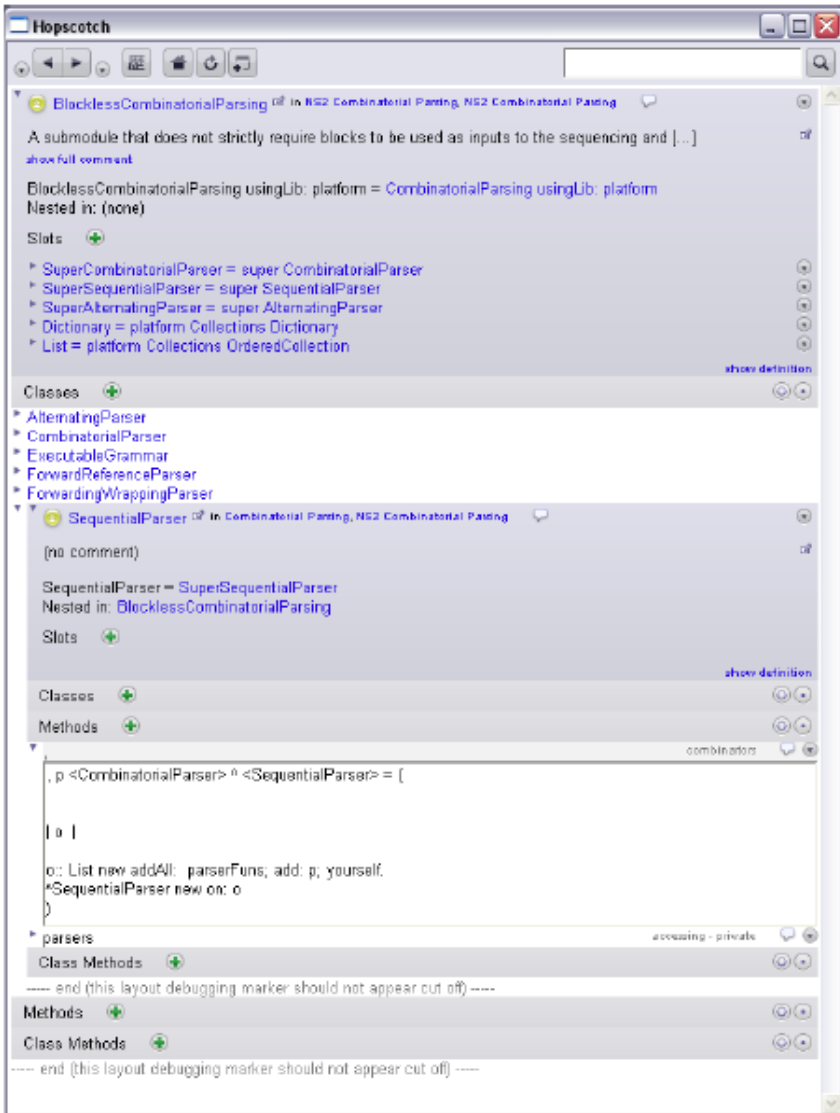 Hopscotch
BlocklessCombinatorialParsing in NS2 Combinatorial Parsing, NS2 Combinatorial Parsing
A submodule that does not strictly require blocks to be used as inputs to the sequencing and [...]
show full comment
BlocklessCombinatorialParsing usingLib: platform = CombinatorialParsing usingLib: platform
Nested in: (none)
Slots
SuperCombinatorialParser = super CombinatorialParser
SuperSequentialParser = super SequentialParser
SuperAlternatingParser = super AlternatingParser
Dictionary = platform Collections Dictionary
List = platform Collections OrderedCollection
show definition
Classes
AlternatingParser
CombinatorialParser
ExecutableGrammar
ForwardReferenceParser
ForwardingWrappingParser
SequentialParser in Combinatorial Parsing, NS2 Combinatorial Parsing
(no comment)
SequentialParser = SuperSequentialParser
Nested in: BlocklessCombinatorialParsing
Slots
show definition
Classes
Methods
, combinators
, p <CombinatorialParser> ^ <SequentialParser> = (
| o |
o:: List new addAll: parserFuns; add: p; yourself.
^SequentialParser new on: o
)
parsers accessing - private
Class Methods
----- end (this layout debugging marker should not appear cut off) -----
Methods
Class Methods
----- end (this layout debugging marker should not appear cut off) -----